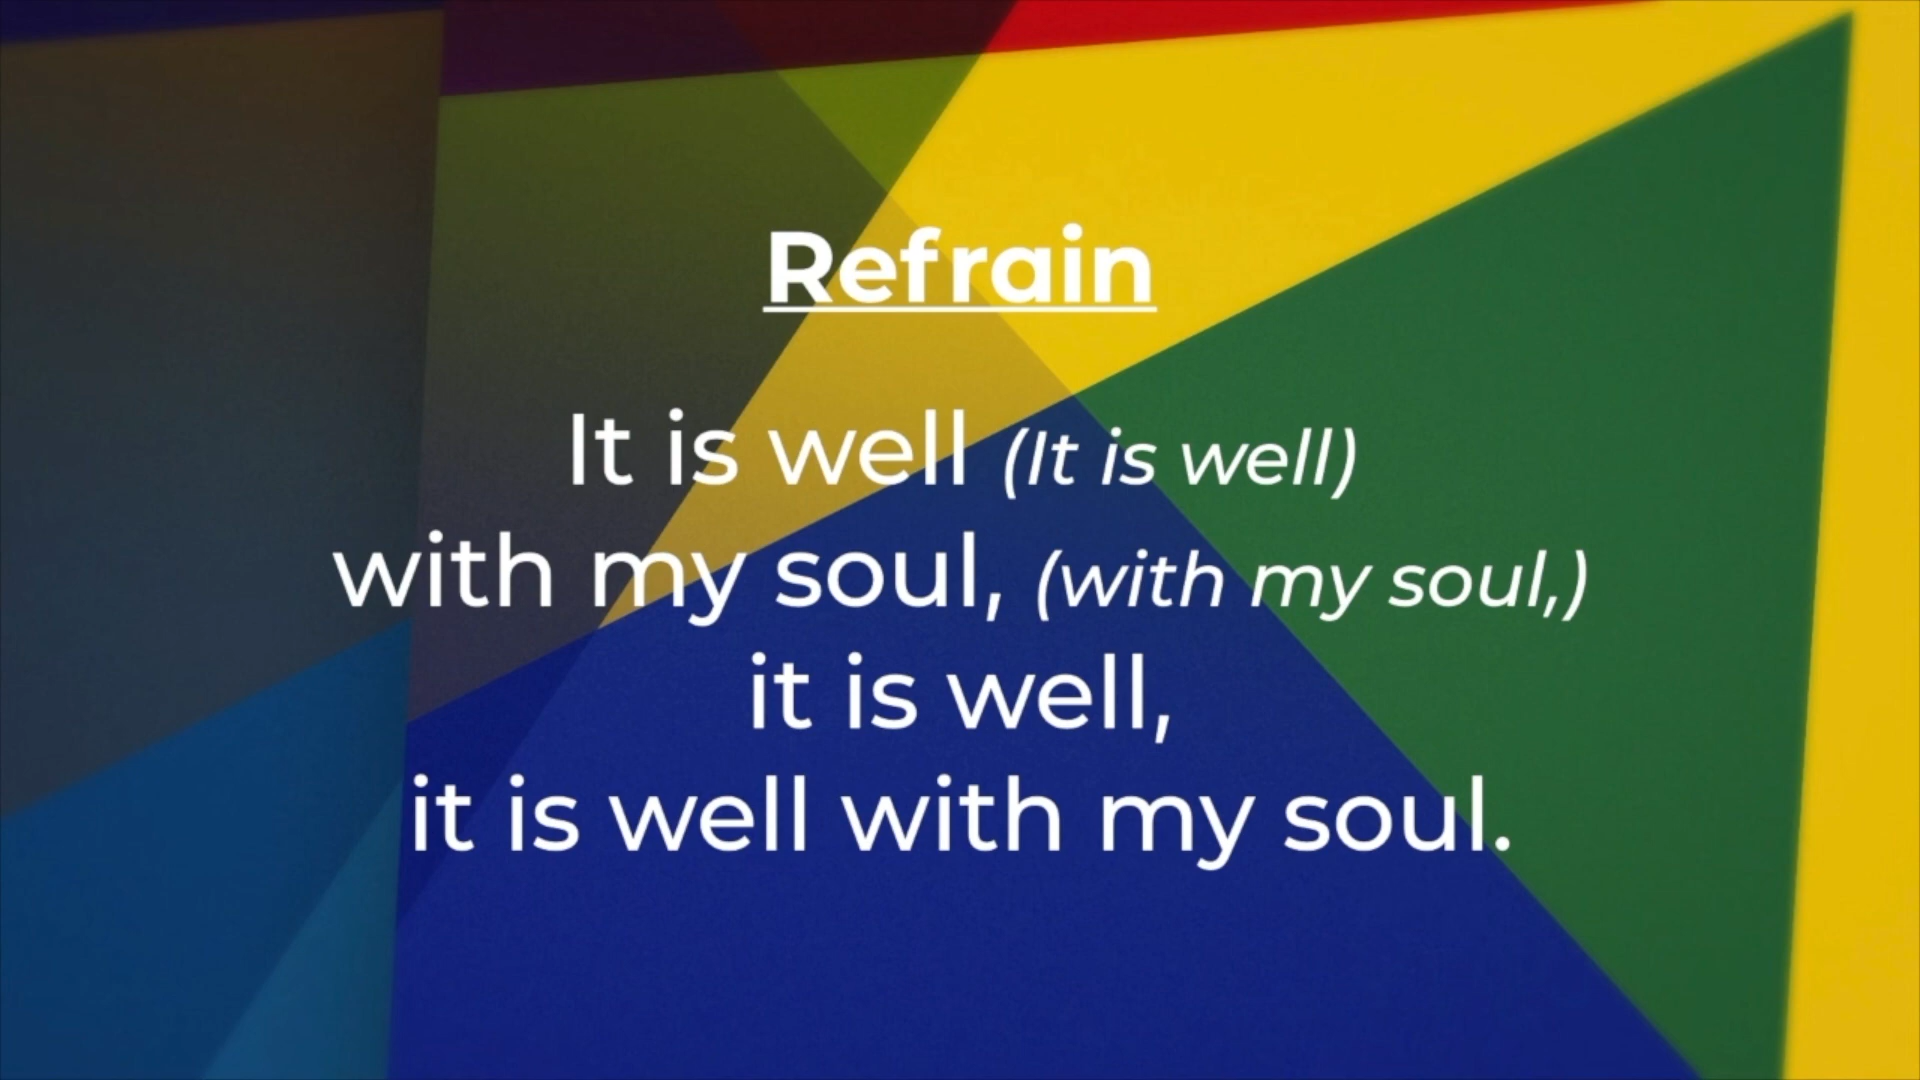 Refrain
It is well (It is well)
with my soul, (with my soul,)
it is well,
it is well with my soul.